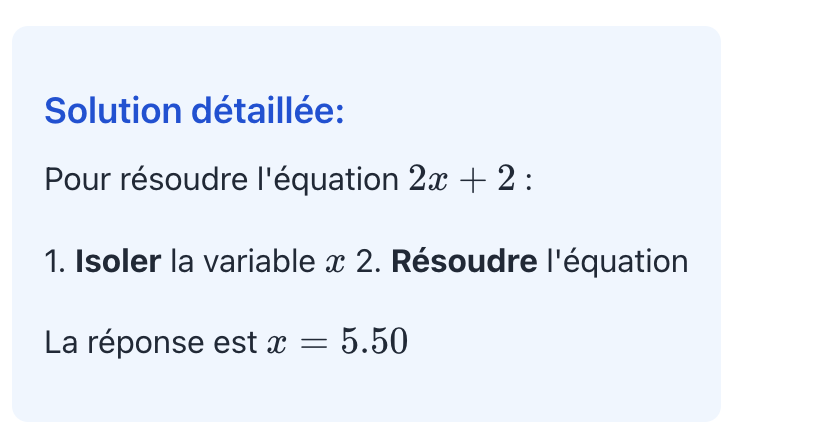 Solution détaillée:
Pour résoudre l'équation 2x + 2 :
1. Isoler la variable x 2. Résoudre l'équation
La réponse est x = 5.50